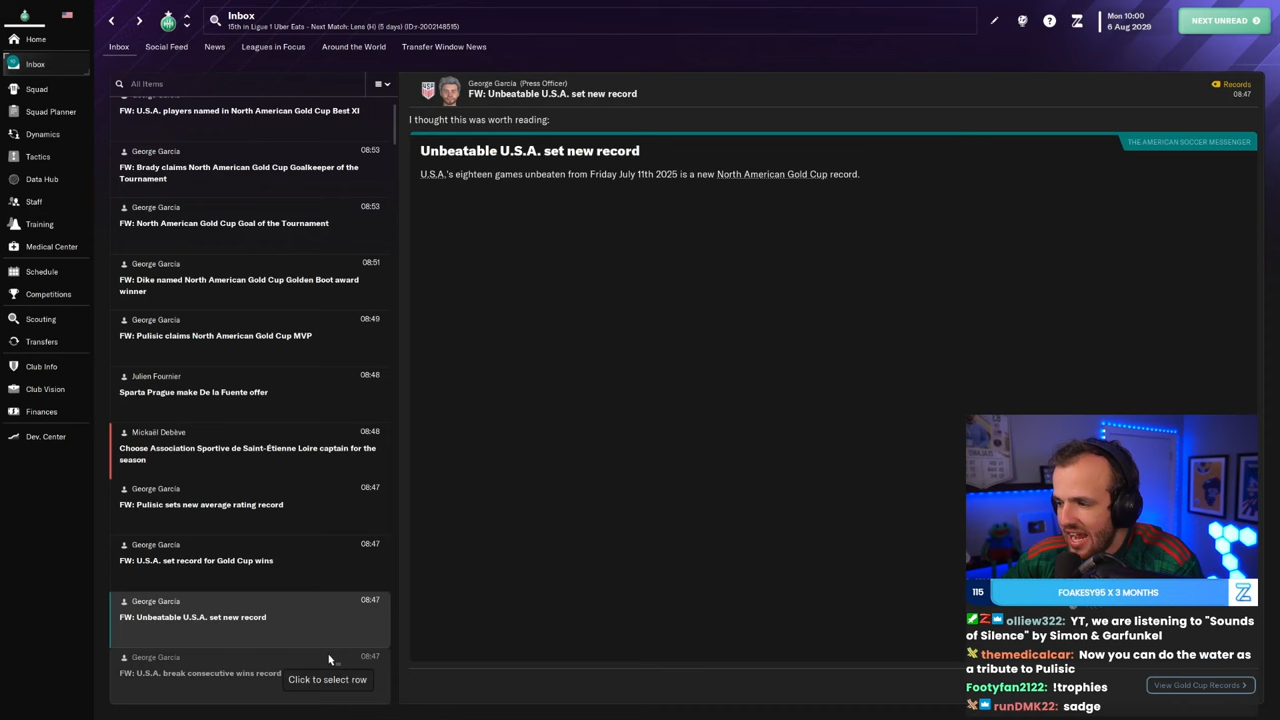 Inbox
15th in Ligue 1 Uber Eats - Next Match: Lens (H) (5 days) (ID:r-2002148515)
Mon 10:00
6 Aug 2029
NEXT UNREAD
Inbox
Social Feed
News
Leagues in Focus
Around the World
Transfer Window News
Home
Inbox
Squad
Squad Planner
Dynamics
Tactics
Data Hub
Staff
Training
Medical Center
Schedule
Competitions
Scouting
Transfers
Club Info
Club Vision
Finances
Dev. Center
All Items
FW: U.S.A. players named in North American Gold Cup Best XI
George García 08:53
FW: Brady claims North American Gold Cup Goalkeeper of the
Tournament
George García 08:53
FW: North American Gold Cup Goal of the Tournament
George García 08:51
FW: Dike named North American Gold Cup Golden Boot award
winner
George García 08:49
FW: Pulisic claims North American Gold Cup MVP
Julien Fournier 08:48
Sparta Prague make De la Fuente offer
Mickaël Debève 08:48
Choose Association Sportive de Saint-Étienne Loire captain for the
season
George García 08:47
FW: Pulisic sets new average rating record
George García 08:47
FW: U.S.A. set record for Gold Cup wins
George García 08:47
FW: Unbeatable U.S.A. set new record
George García 08:47
FW: U.S.A. break consecutive wins record
Click to select row
George García (Press Officer)
FW: Unbeatable U.S.A. set new record
Records
08:47
I thought this was worth reading:
THE AMERICAN SOCCER MESSENGER
Unbeatable U.S.A. set new record
U.S.A.'s eighteen games unbeaten from Friday July 11th 2025 is a new North American Gold Cup record.
115 FOAKESY95 X 3 MONTHS Z
olliew322: YT, we are listening to "Sounds
of Silence" by Simon & Garfunkel
themedicalcar: Now you can do the water as
a tribute to Pulisic
Footyfan2122: !trophies
runDMK22: sadge
View Gold Cup Records >